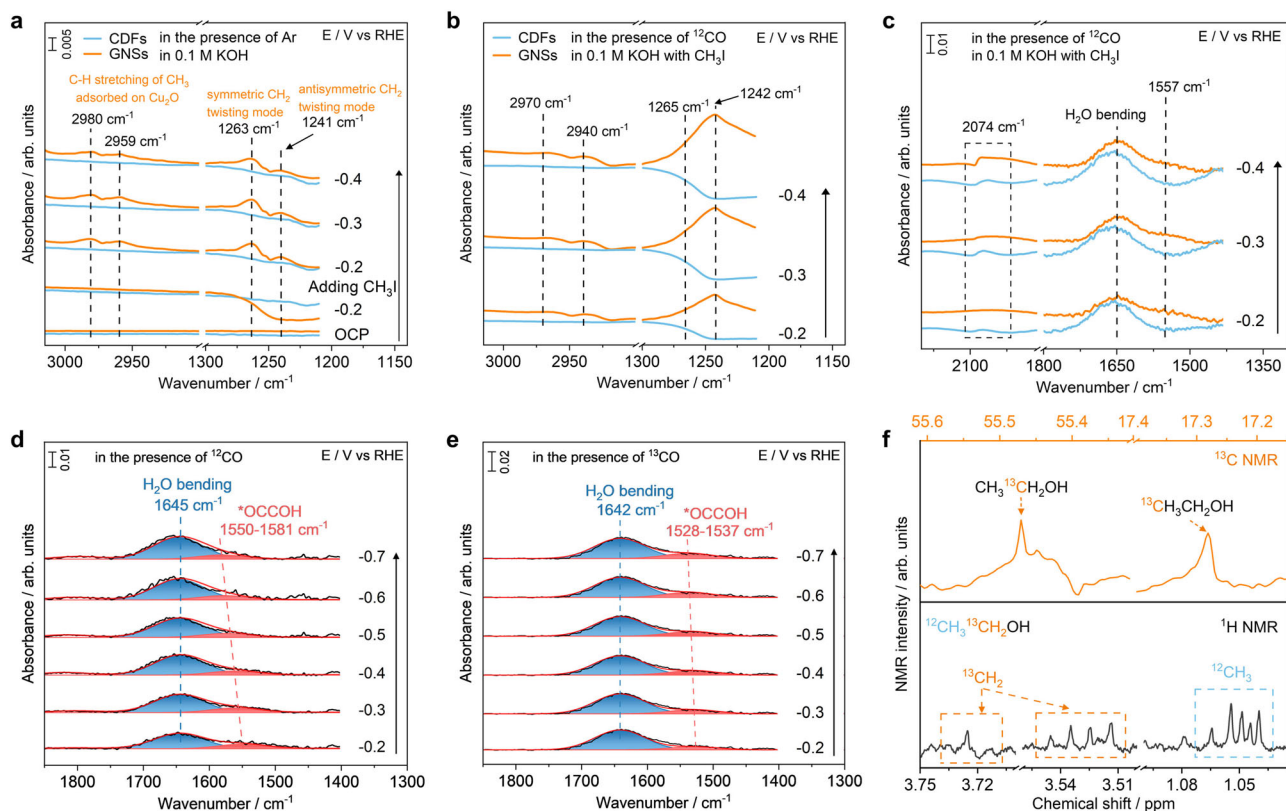 a
0.005
CDFs in the presence of Ar
GNSs in 0.1 M KOH
E / V vs RHE
C-H stretching of CH₃
adsorbed on Cu₂O
symmetric CH₂
twisting mode
antisymmetric CH₂
twisting mode
2980 cm⁻¹
2959 cm⁻¹
1263 cm⁻¹
1241 cm⁻¹
-0.4
-0.3
-0.2
Adding CH₃I
-0.2
OCP
Absorbance / arb. units
3000 2950 1300 1250 1200 1150
Wavenumber / cm⁻¹
b
CDFs in the presence of ¹²CO
GNSs in 0.1 M KOH with CH₃I
E / V vs RHE
2970 cm⁻¹
2940 cm⁻¹
1265 cm⁻¹
1242 cm⁻¹
-0.4
-0.3
-0.2
Absorbance / arb. units
3000 2950 1280 1240 1200 1160 1120
Wavenumber / cm⁻¹
c
0.01
in the presence of ¹²CO
in 0.1 M KOH with CH₃I
E / V vs RHE
2074 cm⁻¹
H₂O bending
1557 cm⁻¹
-0.4
-0.3
-0.2
Absorbance / arb. units
2100 1800 1650 1500 1350
Wavenumber / cm⁻¹
d
0.01
in the presence of ¹²CO
E / V vs RHE
H₂O bending
1645 cm⁻¹
*OCCOH
1550-1581 cm⁻¹
-0.7
-0.6
-0.5
-0.4
-0.3
-0.2
Absorbance / arb. units
1800 1700 1600 1500 1400 1300
Wavenumber / cm⁻¹
e
0.02
in the presence of ¹³CO
E / V vs RHE
H₂O bending
1642 cm⁻¹
*OCCOH
1528-1537 cm⁻¹
-0.7
-0.6
-0.5
-0.4
-0.3
-0.2
Absorbance / arb. units
1800 1700 1600 1500 1400 1300
Wavenumber / cm⁻¹
f
55.6 55.5 55.4 17.4 17.3 17.2
¹³C NMR
CH₃¹³CH₂OH
¹³CH₃CH₂OH
¹²CH₃¹³CH₂OH
¹H NMR
¹³CH₂
¹²CH₃
NMR intensity / arb. units
3.75 3.72 3.54 3.51 1.08 1.05
Chemical shift / ppm